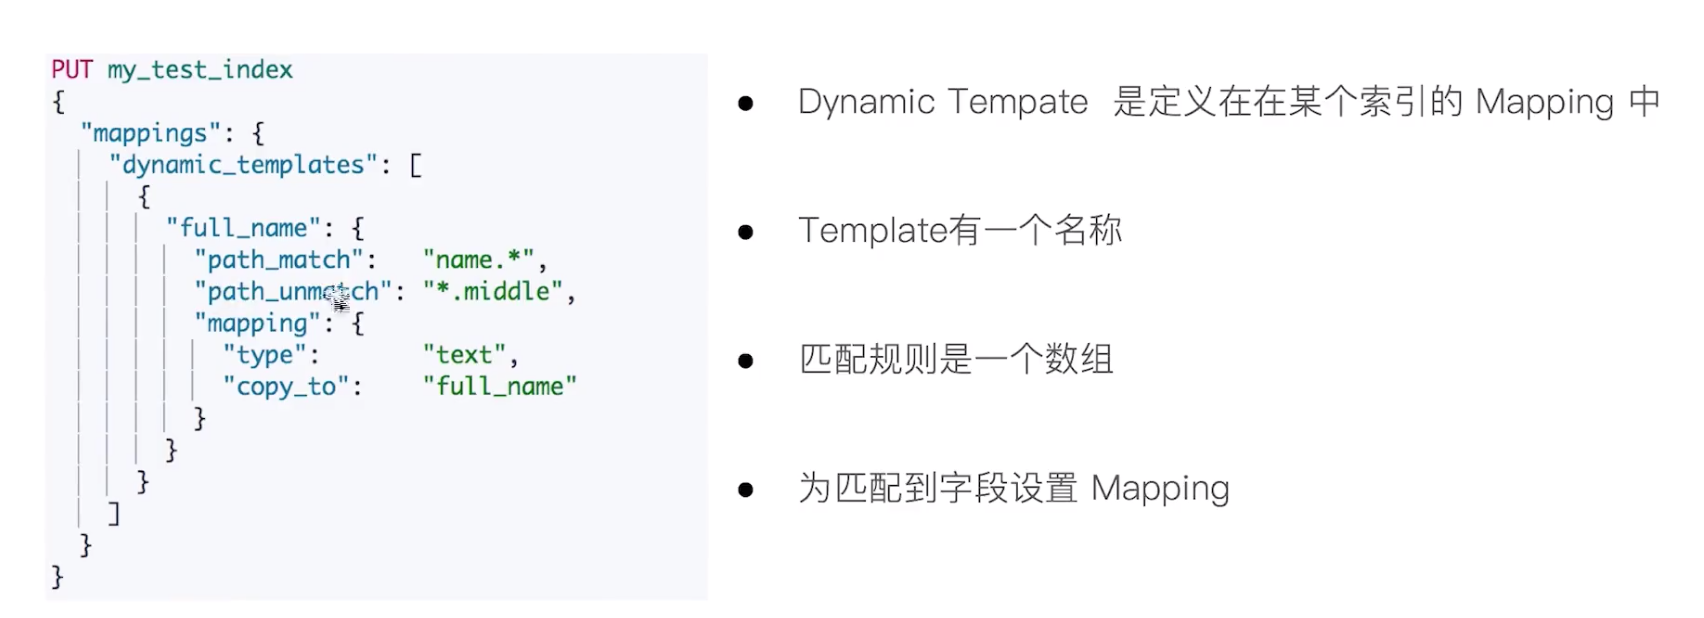 PUT my_test_index
{
"mappings": {
"dynamic_templates": [
{
"full_name": {
"path_match": "name.*",
"path_unmatch": "*.middle",
"mapping": {
"type": "text",
"copy_to": "full_name"
}
}
}
]
}
}
● Dynamic Tempate 是定义在在某个索引的 Mapping 中
● Template有一个名称
● 匹配规则是一个数组
● 为匹配到字段设置 Mapping